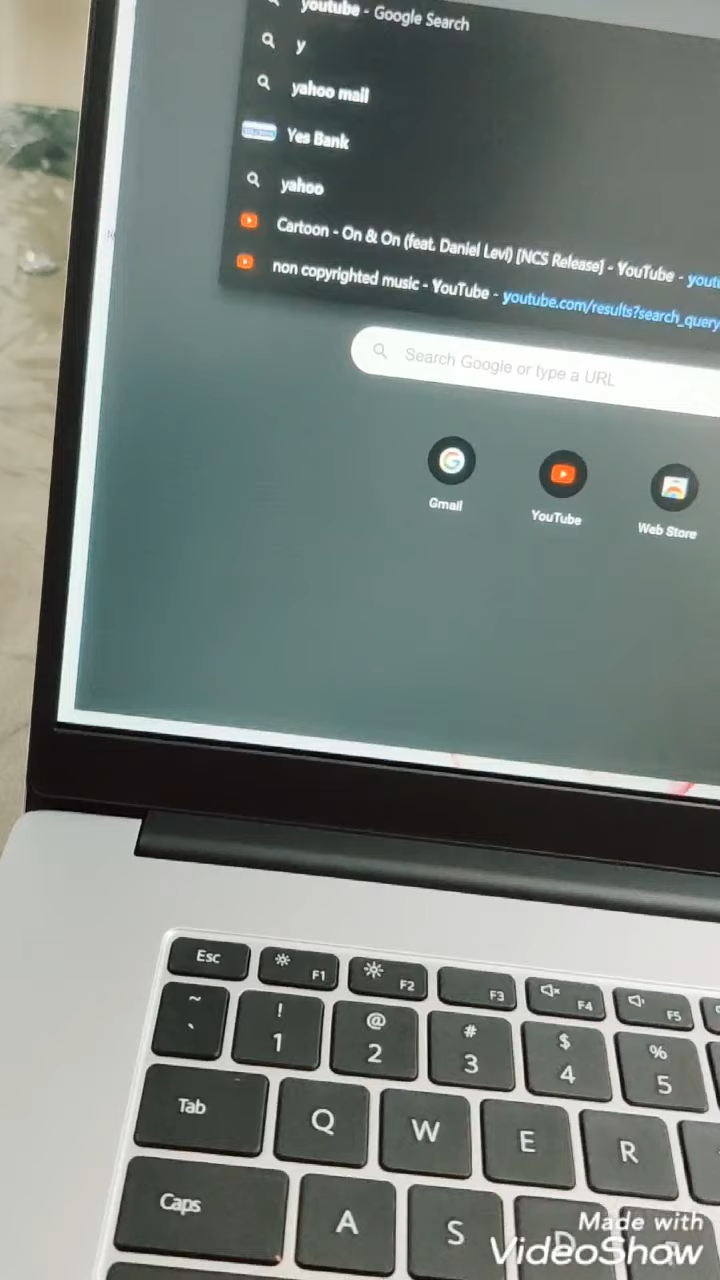 youtube - Google Search
y
yahoo mail
Yes Bank
yahoo
Cartoon - On & On (feat. Daniel Levi) [NCS Release] - YouTube - youtu
non copyrighted music - YouTube - youtube.com/results?search_query
Search Google or type a URL
Gmail
YouTube
Web Store
Esc
F1
F2
F3
F4
F5
~
`
!
1
@
2
#
3
$
4
%
5
Tab
Q
W
E
R
Caps
A
S
D
F
Made with
VideoShow